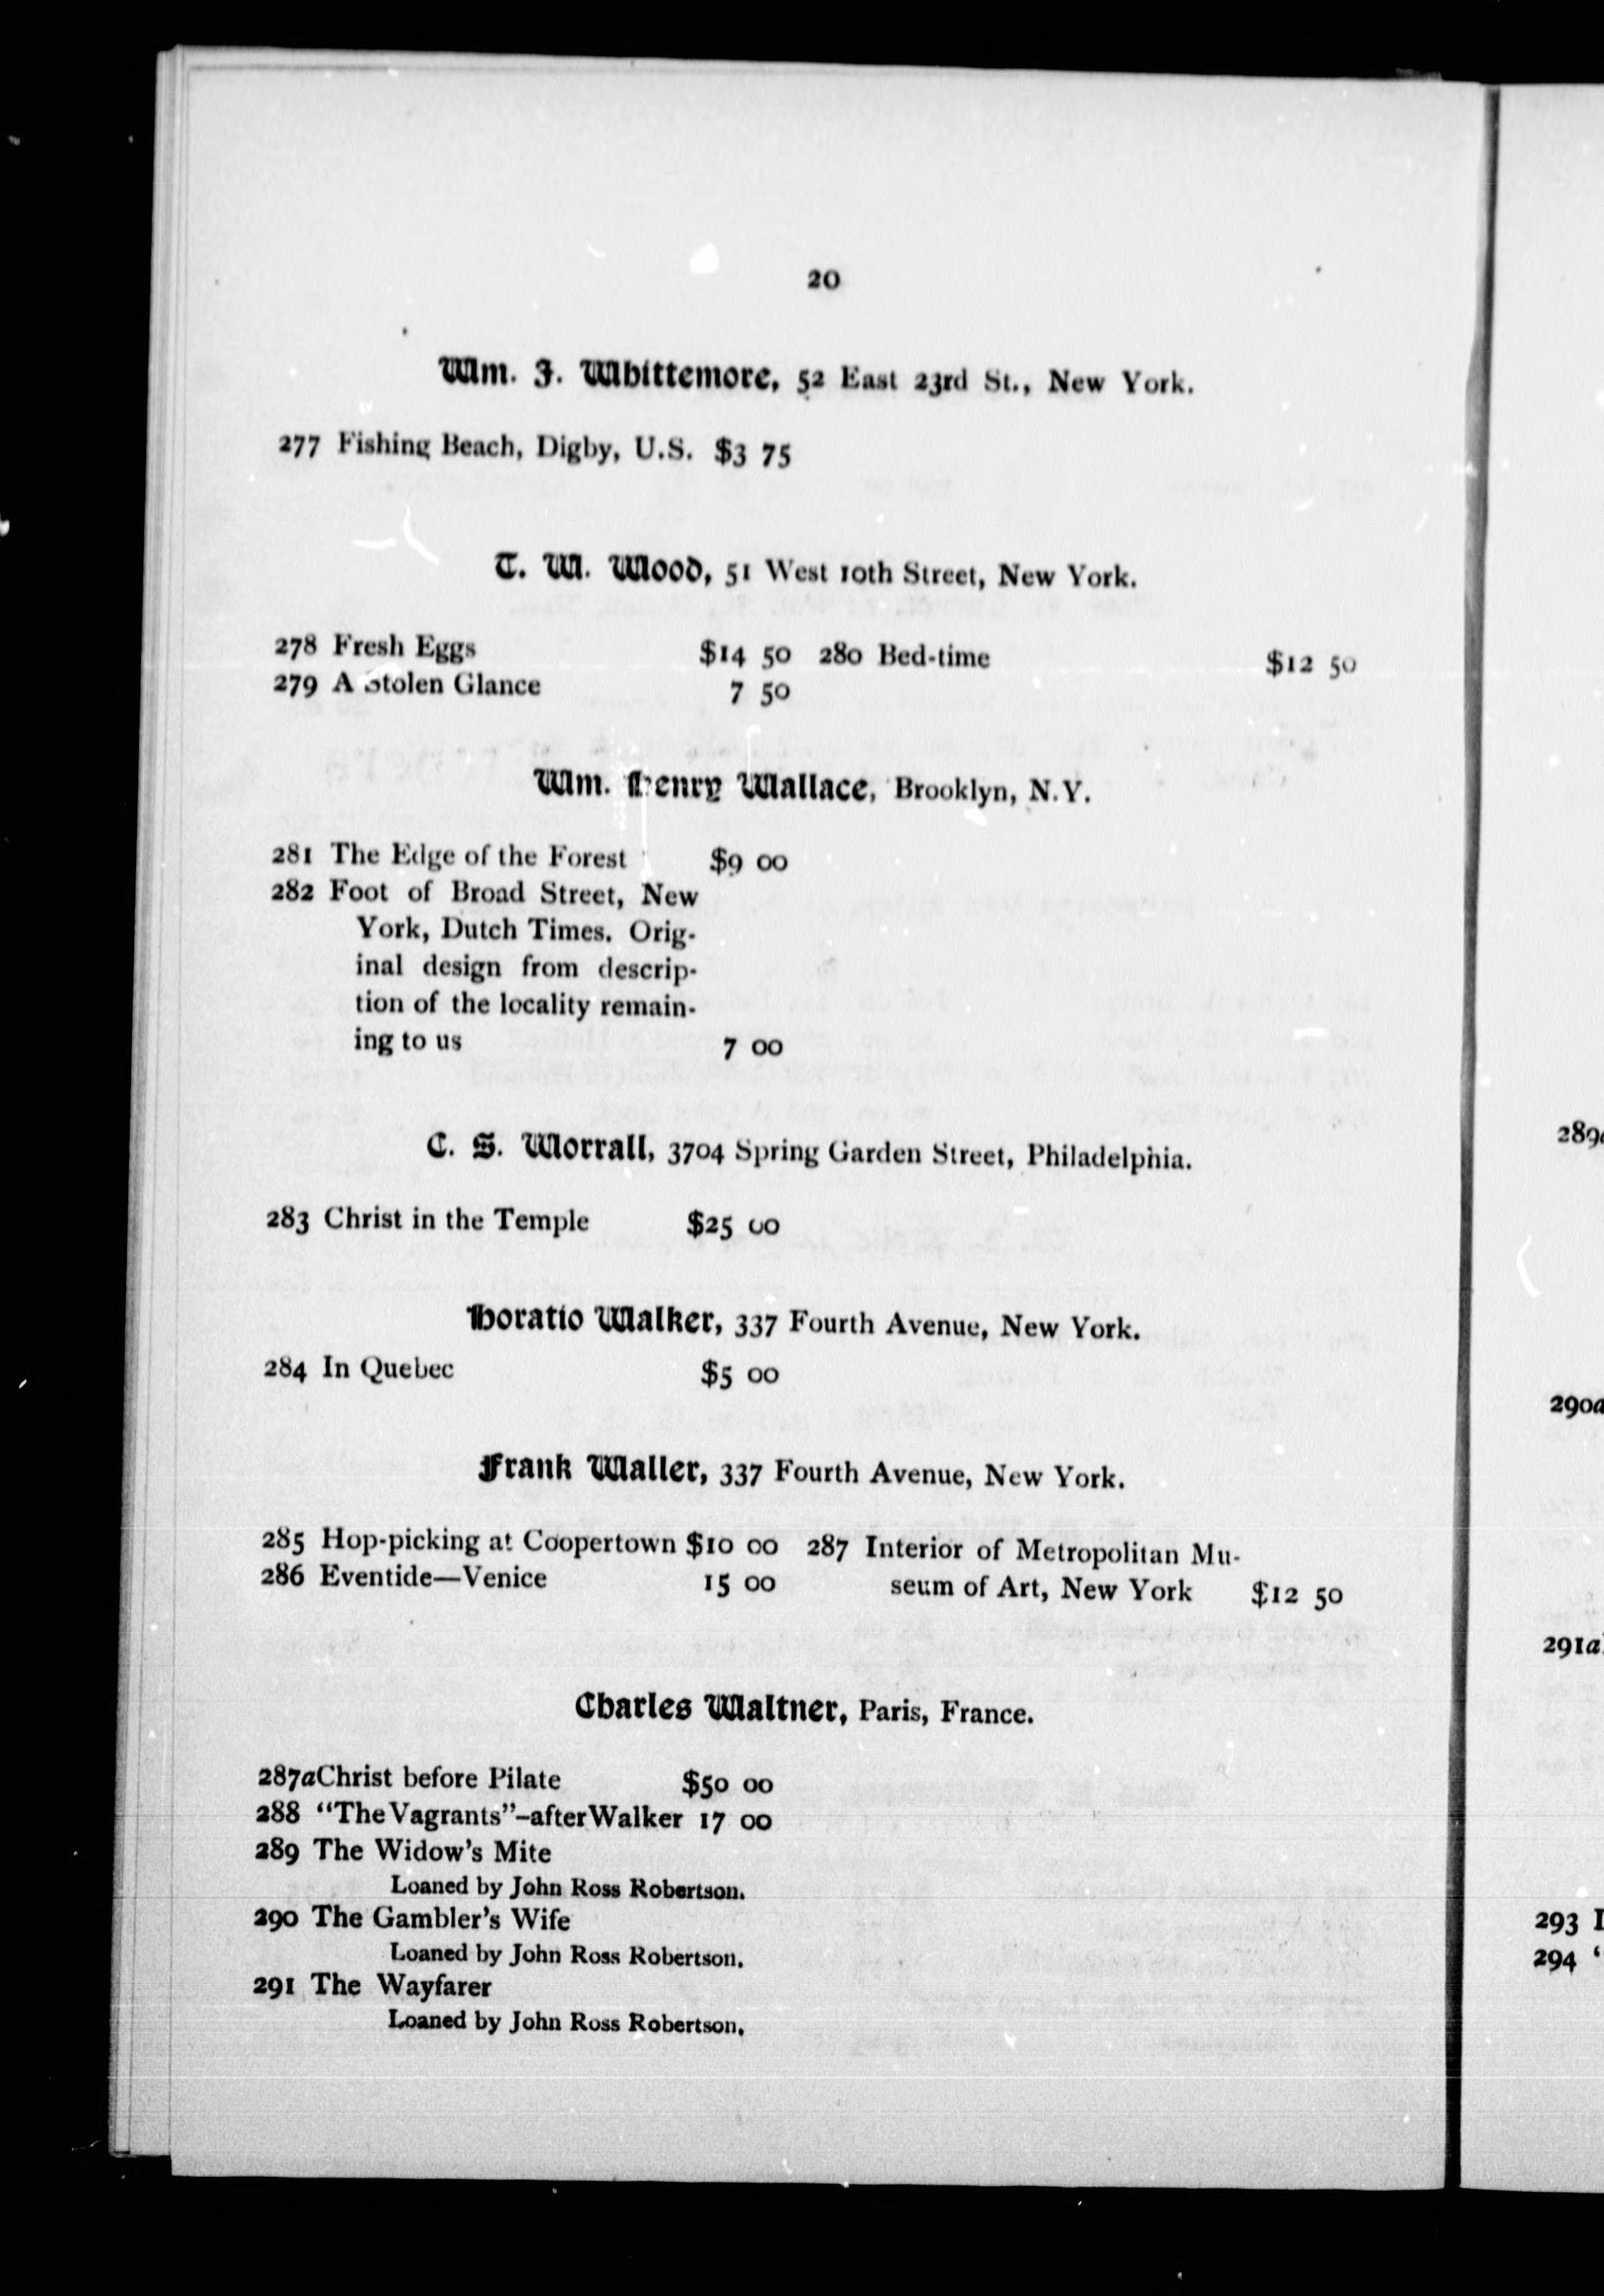 20
Wm. J. Whittemore, 52 East 23rd St., New York.
277 Fishing Beach, Digby, U.S. $3 75
T. W. Wood, 51 West 10th Street, New York.
278 Fresh Eggs $14 50
279 A Stolen Glance 7 50
280 Bed-time $12 50
Wm. Henry Wallace, Brooklyn, N.Y.
281 The Edge of the Forest $9 00
282 Foot of Broad Street, New
York, Dutch Times. Orig-
inal design from descrip-
tion of the locality remain-
ing to us 7 00
C. S. Worrall, 3704 Spring Garden Street, Philadelphia.
283 Christ in the Temple $25 00
Horatio Walker, 337 Fourth Avenue, New York.
284 In Quebec $5 00
Frank Waller, 337 Fourth Avenue, New York.
285 Hop-picking at Coopertown $10 00
286 Eventide—Venice 15 00
287 Interior of Metropolitan Mu-
seum of Art, New York $12 50
Charles Waltner, Paris, France.
287a Christ before Pilate $50 00
288 "The Vagrants"–after Walker 17 00
289 The Widow's Mite
Loaned by John Ross Robertson.
290 The Gambler's Wife
Loaned by John Ross Robertson.
291 The Wayfarer
Loaned by John Ross Robertson.
290a
291a
293
294